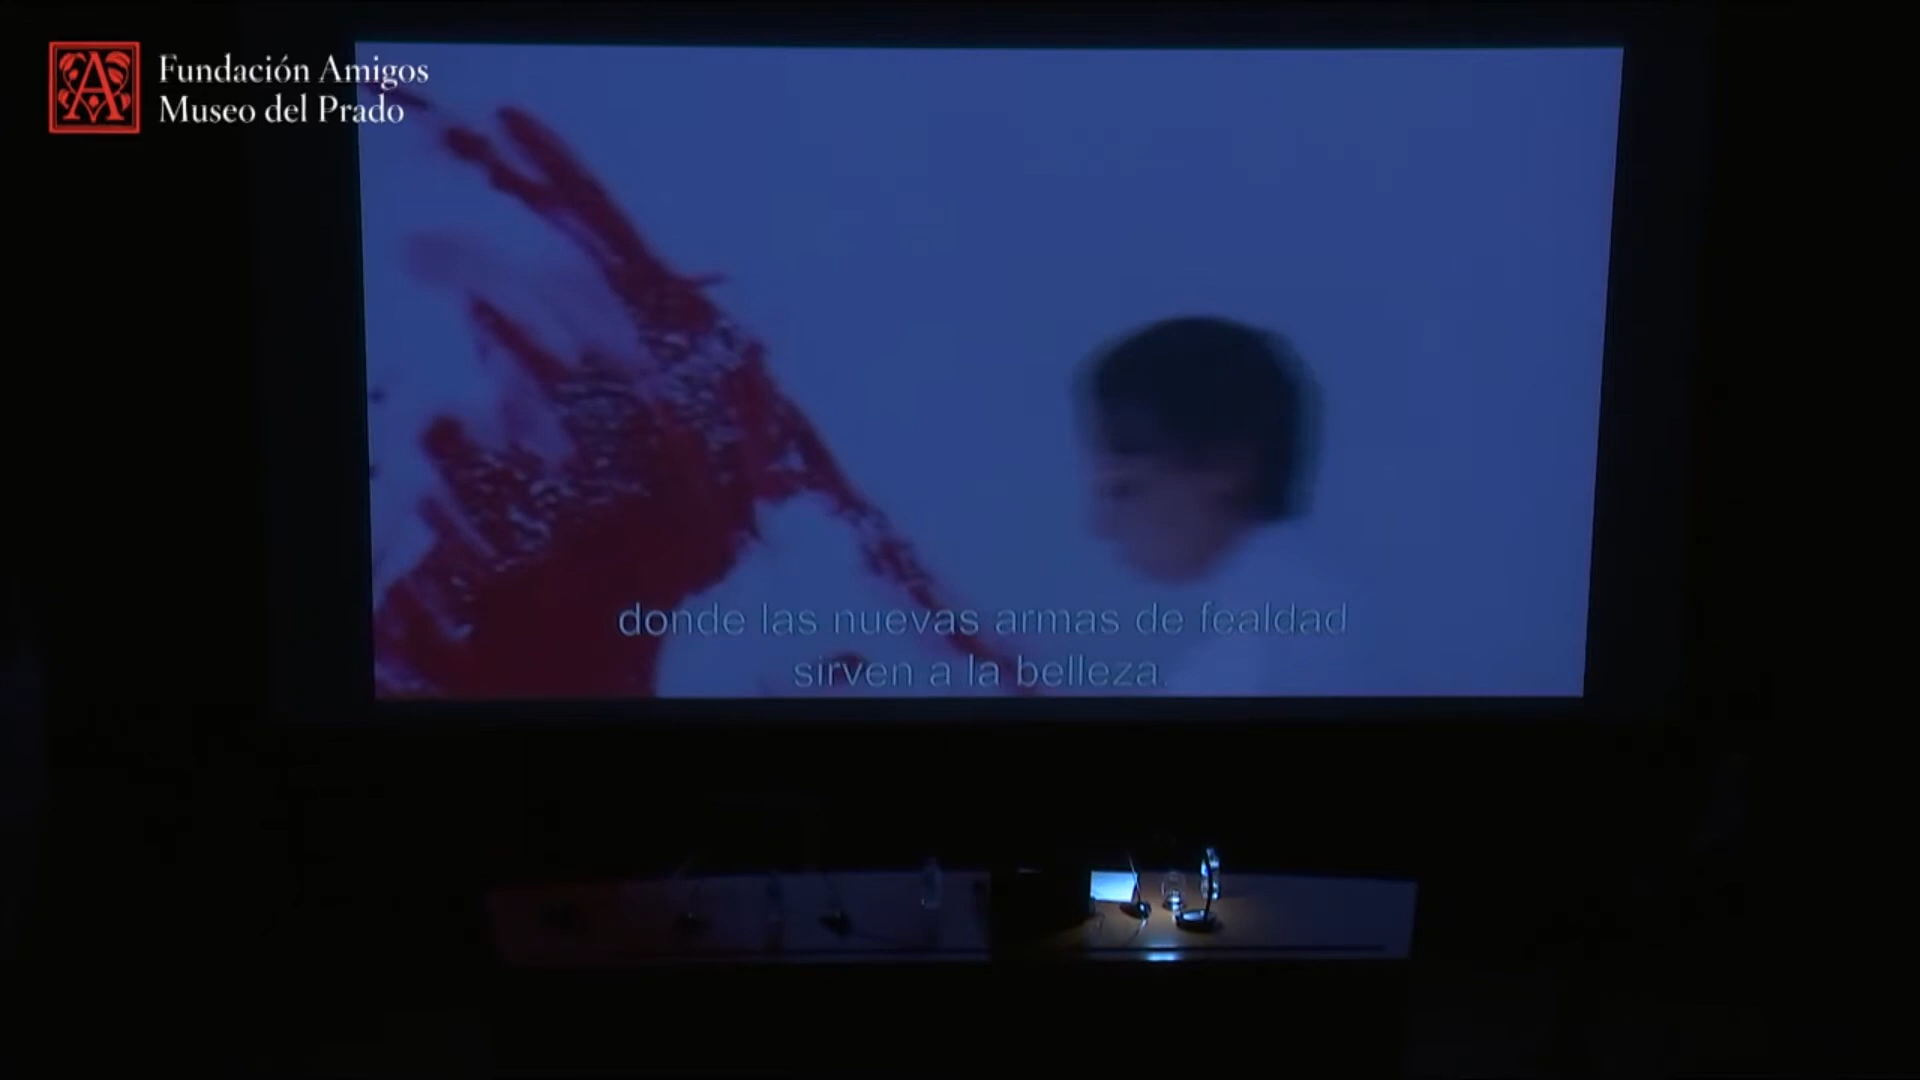 Fundación Amigos
Museo del Prado
donde las nuevas armas de fealdad
sirven a la belleza.